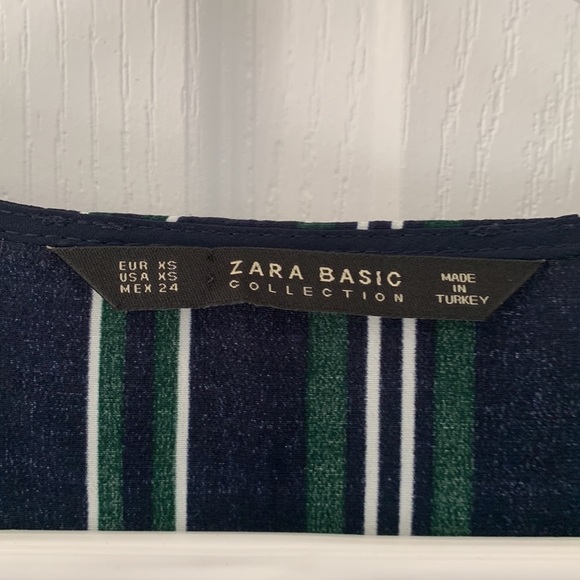 EUR XS
USA XS
MEX 24
ZARA BASIC
COLLECTION
MADE
IN
TURKEY